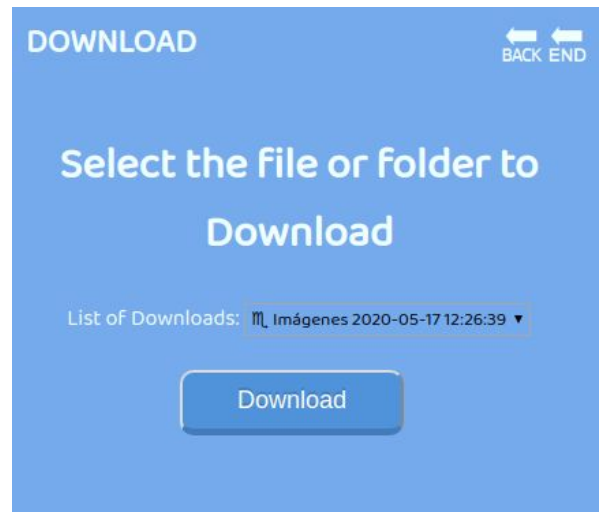 DOWNLOAD
BACK END
Select the file or folder to
Download
List of Downloads: ♏ Imágenes 2020-05-17 12:26:39 ▼
Download